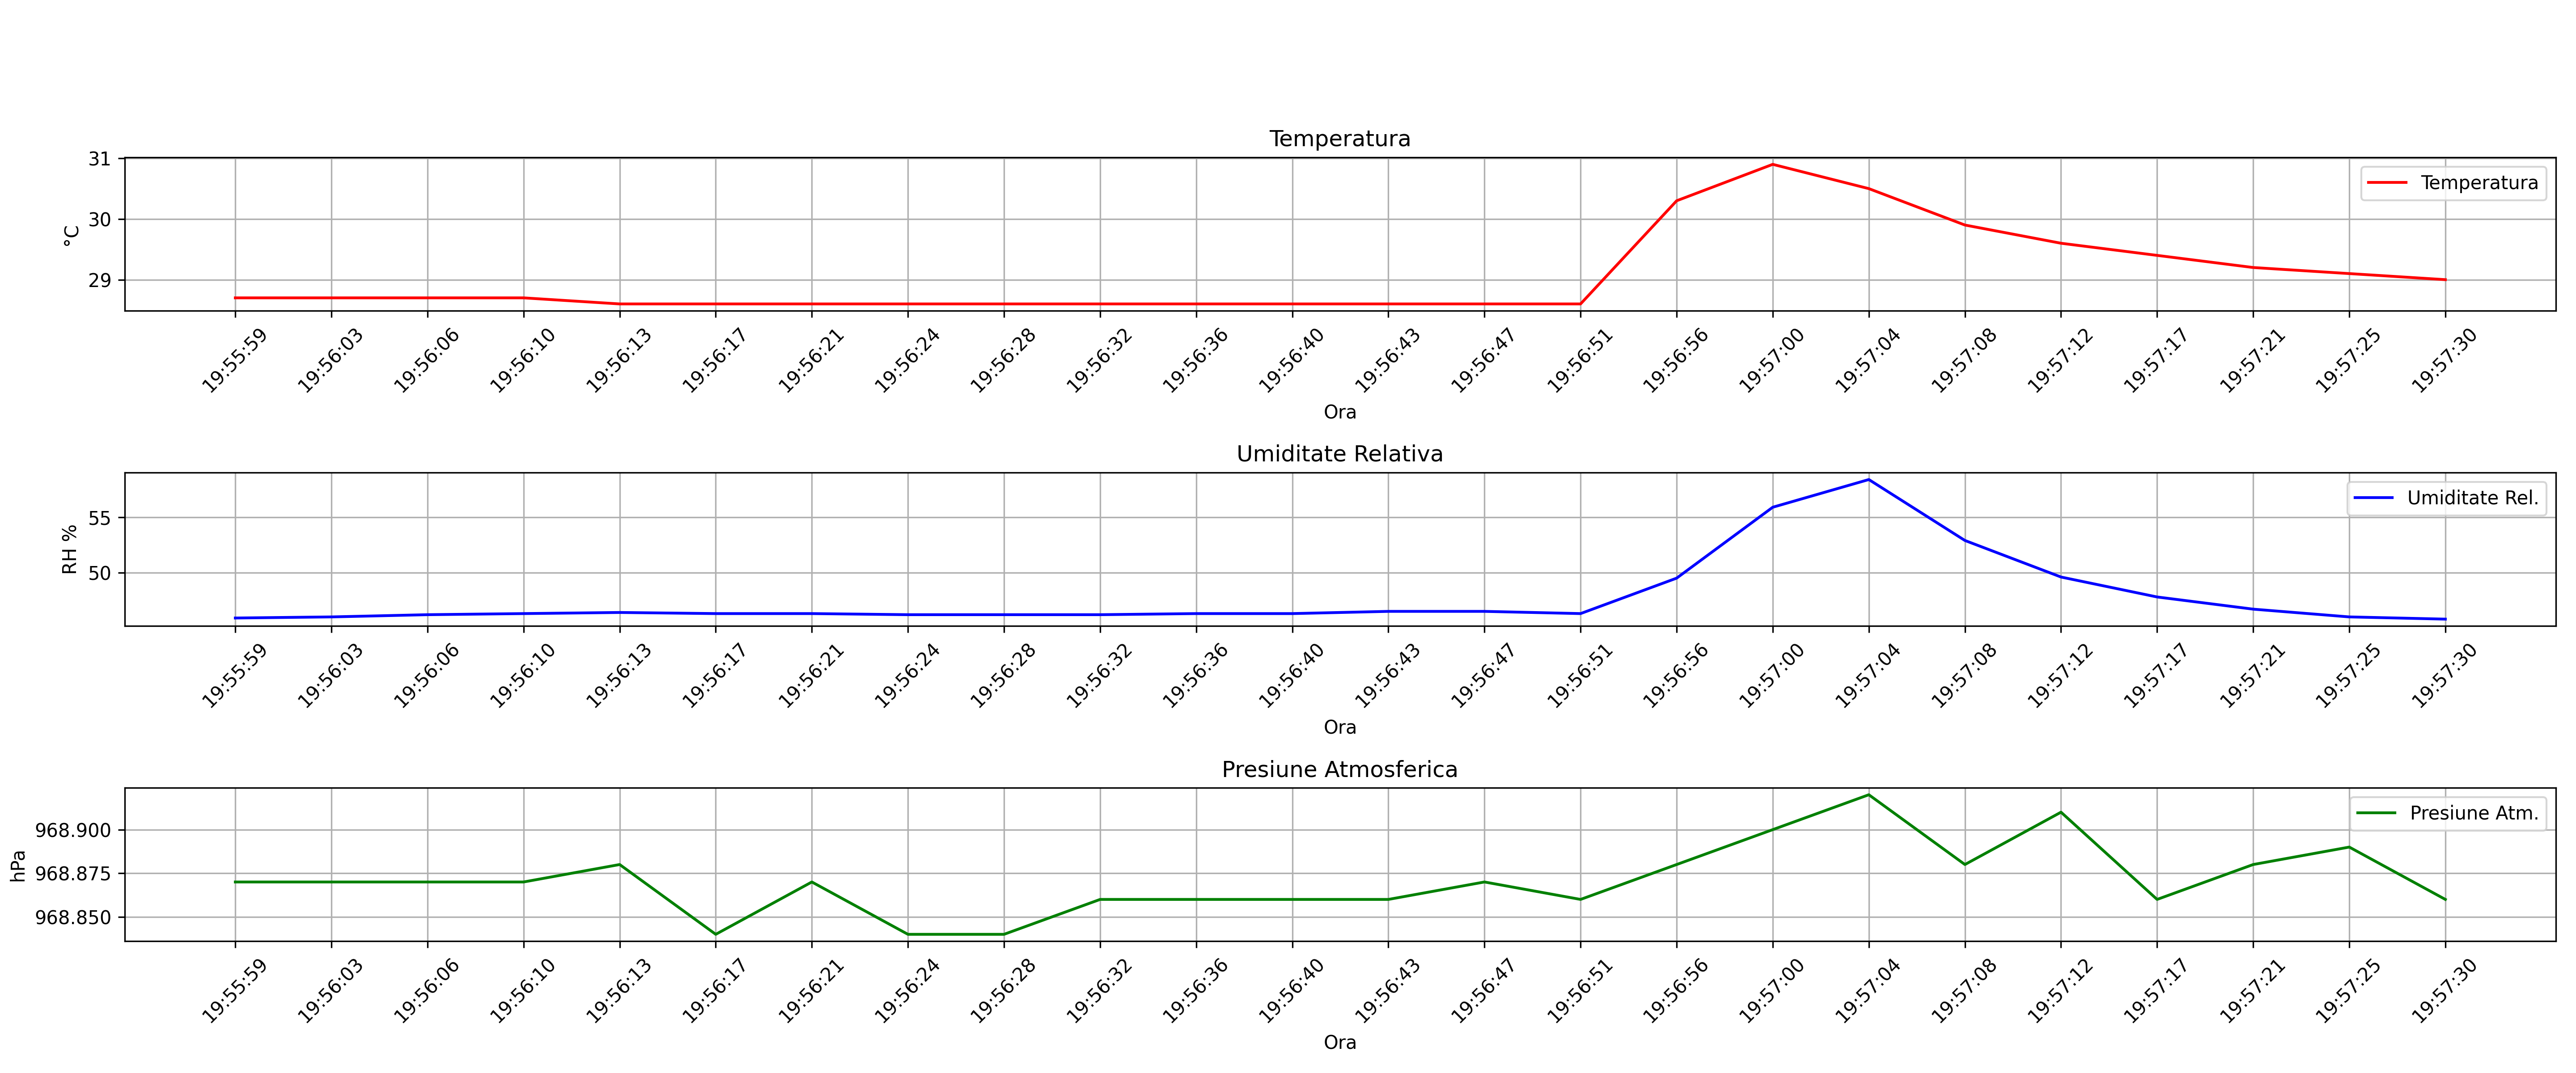 Temperatura
31
30
29
°C
Temperatura
19:55:59 19:56:03 19:56:06 19:56:10 19:56:13 19:56:17 19:56:21 19:56:24 19:56:28 19:56:32 19:56:36 19:56:40 19:56:43 19:56:47 19:56:51 19:56:56 19:57:00 19:57:04 19:57:08 19:57:12 19:57:17 19:57:21 19:57:25 19:57:30
Ora
Umiditate Relativa
55
50
RH %
Umiditate Rel.
19:55:59 19:56:03 19:56:06 19:56:10 19:56:13 19:56:17 19:56:21 19:56:24 19:56:28 19:56:32 19:56:36 19:56:40 19:56:43 19:56:47 19:56:51 19:56:56 19:57:00 19:57:04 19:57:08 19:57:12 19:57:17 19:57:21 19:57:25 19:57:30
Ora
Presiune Atmosferica
968.900
968.875
968.850
hPa
Presiune Atm.
19:55:59 19:56:03 19:56:06 19:56:10 19:56:13 19:56:17 19:56:21 19:56:24 19:56:28 19:56:32 19:56:36 19:56:40 19:56:43 19:56:47 19:56:51 19:56:56 19:57:00 19:57:04 19:57:08 19:57:12 19:57:17 19:57:21 19:57:25 19:57:30
Ora